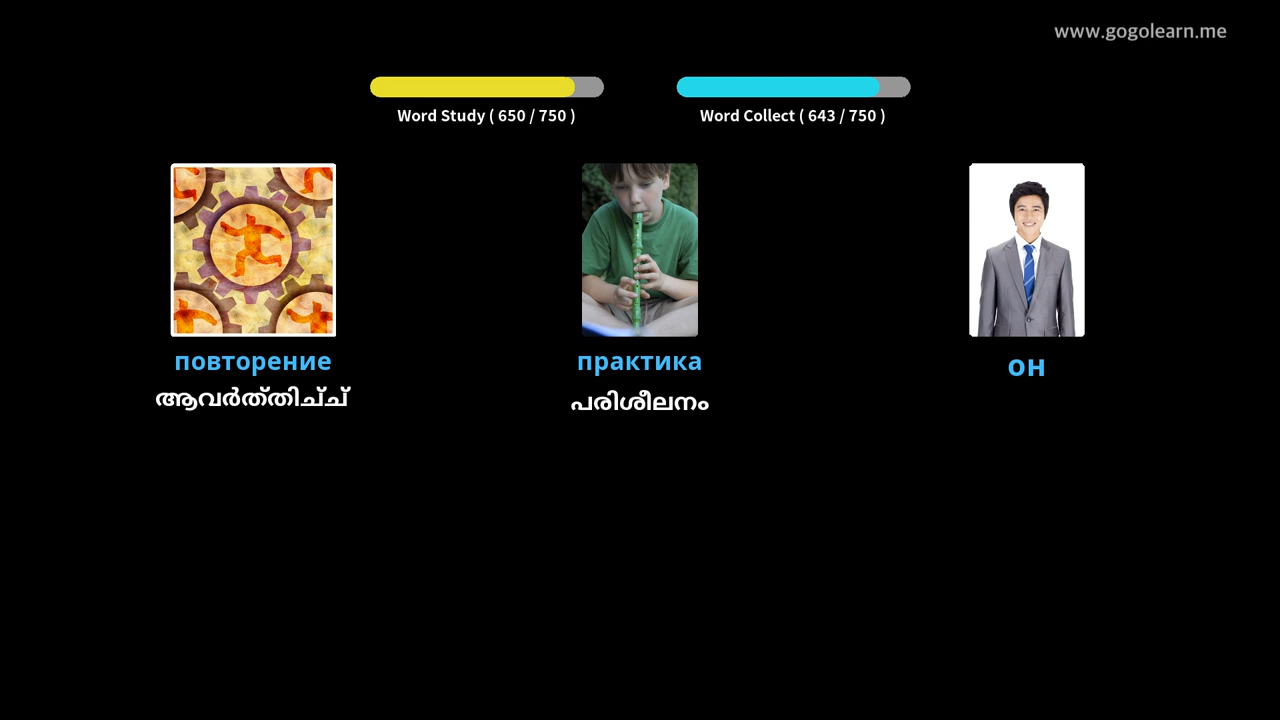 www.gogolearn.me
Word Study ( 650 / 750 )
Word Collect ( 643 / 750 )
повторение
ആവർത്തിച്ച്
практика
പരിശീലനം
он